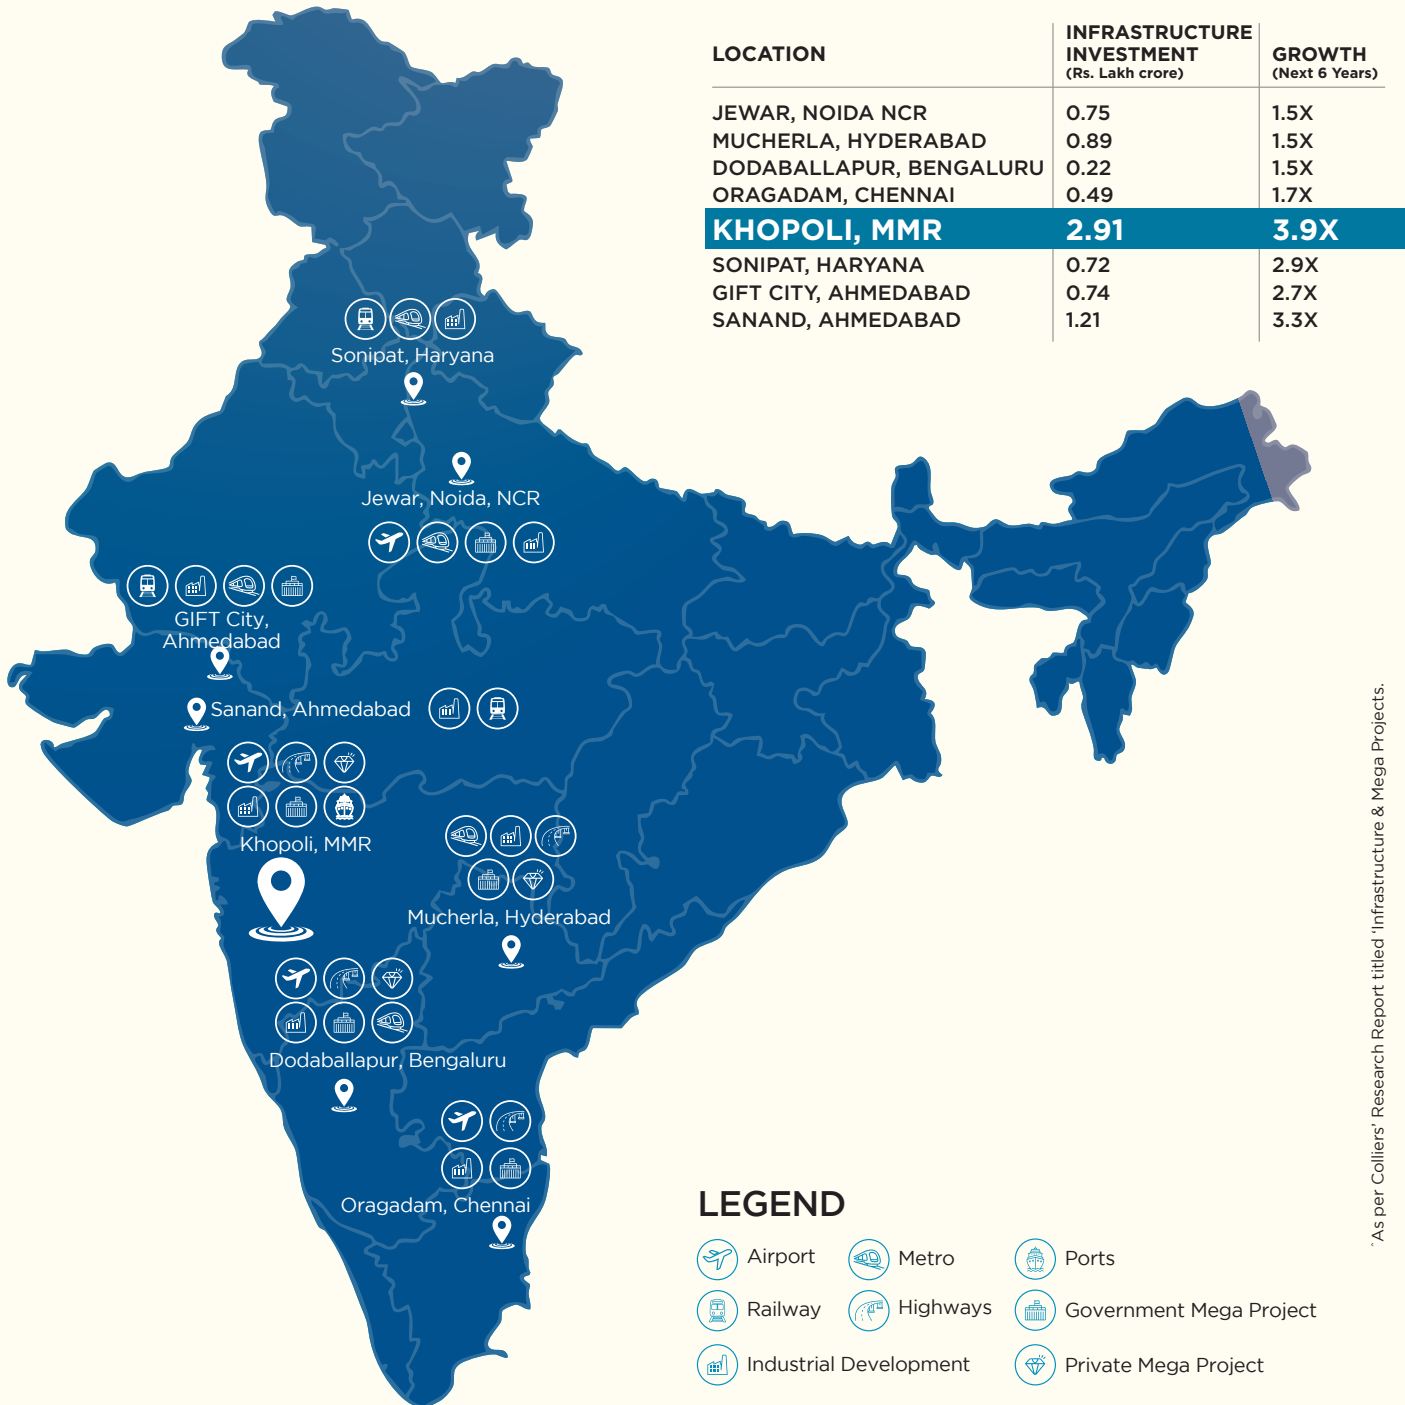 LOCATION
INFRASTRUCTURE
INVESTMENT
(Rs. Lakh crore)
GROWTH
(Next 6 Years)
JEWAR, NOIDA NCR 0.75 1.5X
MUCHERLA, HYDERABAD 0.89 1.5X
DODABALLAPUR, BENGALURU 0.22 1.5X
ORAGADAM, CHENNAI 0.49 1.7X
KHOPOLI, MMR 2.91 3.9X
SONIPAT, HARYANA 0.72 2.9X
GIFT CITY, AHMEDABAD 0.74 2.7X
SANAND, AHMEDABAD 1.21 3.3X
Sonipat, Haryana
Jewar, Noida, NCR
GIFT City,
Ahmedabad
Sanand, Ahmedabad
Khopoli, MMR
Mucherla, Hyderabad
Dodaballapur, Bengaluru
Oragadam, Chennai
LEGEND
Airport
Metro
Ports
Railway
Highways
Government Mega Project
Industrial Development
Private Mega Project
ˆAs per Colliers' Research Report titled 'Infrastructure & Mega Projects.